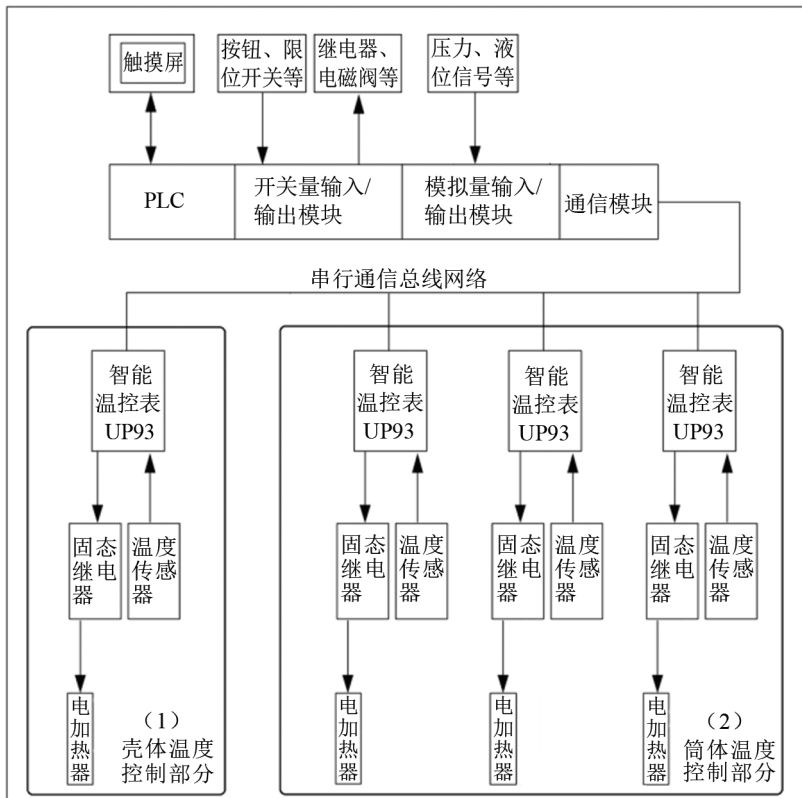 触摸屏
按钮、限
位开关等
继电器、
电磁阀等
压力、液
位信号等
PLC
开关量输入/
输出模块
模拟量输入/
输出模块
通信模块
串行通信总线网络
智能
温控表
UP93
固态
继电
器
温度
传感
器
电
加
热
器
（1）
壳体温度
控制部分
智能
温控表
UP93
固态
继电
器
温度
传感
器
电
加
热
器
智能
温控表
UP93
固态
继电
器
温度
传感
器
电
加
热
器
智能
温控表
UP93
固态
继电
器
温度
传感
器
电
加
热
器
（2）
筒体温度
控制部分